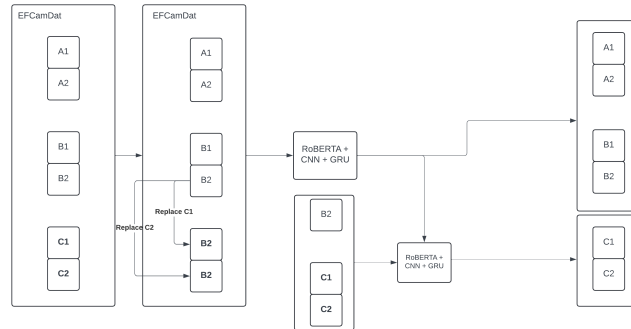 EFCamDat
A1
A2
B1
B2
C1
C2
EFCamDat
A1
A2
B1
B2
Replace C1
Replace C2
B2
B2
RoBERTA +
CNN + GRU
B2
C1
C2
RoBERTA +
CNN + GRU
A1
A2
B1
B2
C1
C2